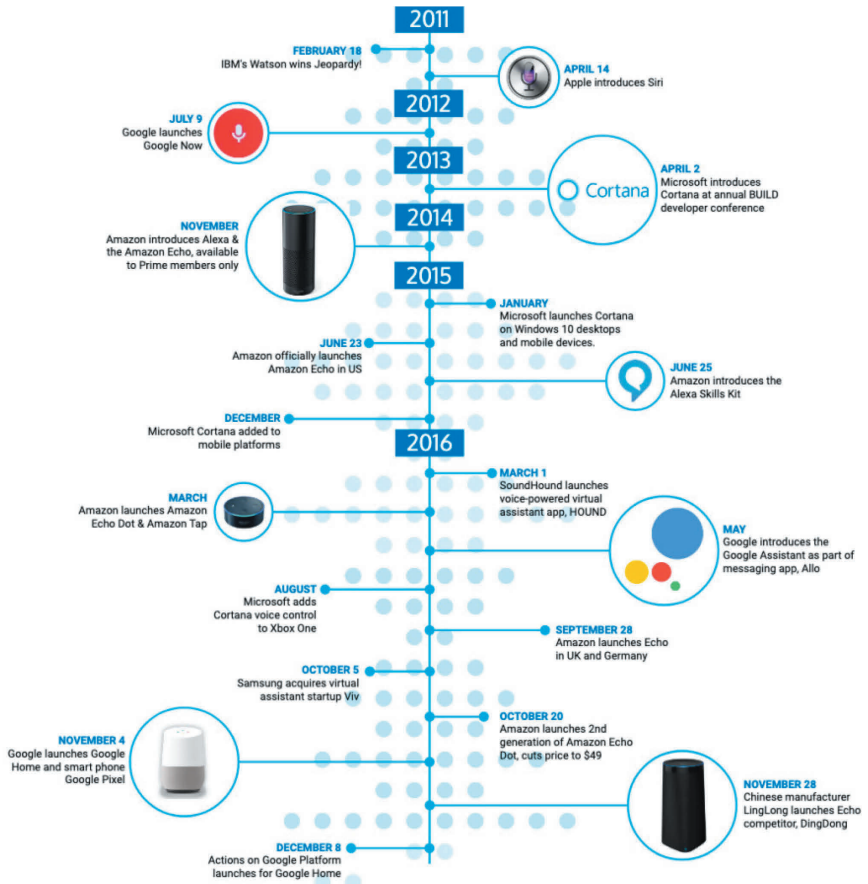 2011
FEBRUARY 18
IBM's Watson wins Jeopardy!
APRIL 14
Apple introduces Siri
2012
JULY 9
Google launches
Google Now
2013
APRIL 2
Microsoft introduces
Cortana at annual BUILD
developer conference
Cortana
2014
NOVEMBER
Amazon introduces Alexa &
the Amazon Echo, available
to Prime members only
2015
JANUARY
Microsoft launches Cortana
on Windows 10 desktops
and mobile devices.
JUNE 23
Amazon officially launches
Amazon Echo in US
JUNE 25
Amazon introduces the
Alexa Skills Kit
DECEMBER
Microsoft Cortana added to
mobile platforms
2016
MARCH 1
SoundHound launches
voice-powered virtual
assistant app, HOUND
MARCH
Amazon launches Amazon
Echo Dot & Amazon Tap
MAY
Google introduces the
Google Assistant as part of
messaging app, Allo
AUGUST
Microsoft adds
Cortana voice control
to Xbox One
SEPTEMBER 28
Amazon launches Echo
in UK and Germany
OCTOBER 5
Samsung acquires virtual
assistant startup Viv
OCTOBER 20
Amazon launches 2nd
generation of Amazon Echo
Dot, cuts price to $49
NOVEMBER 4
Google launches Google
Home and smart phone
Google Pixel
NOVEMBER 28
Chinese manufacturer
LingLong launches Echo
competitor, DingDong
DECEMBER 8
Actions on Google Platform
launches for Google Home